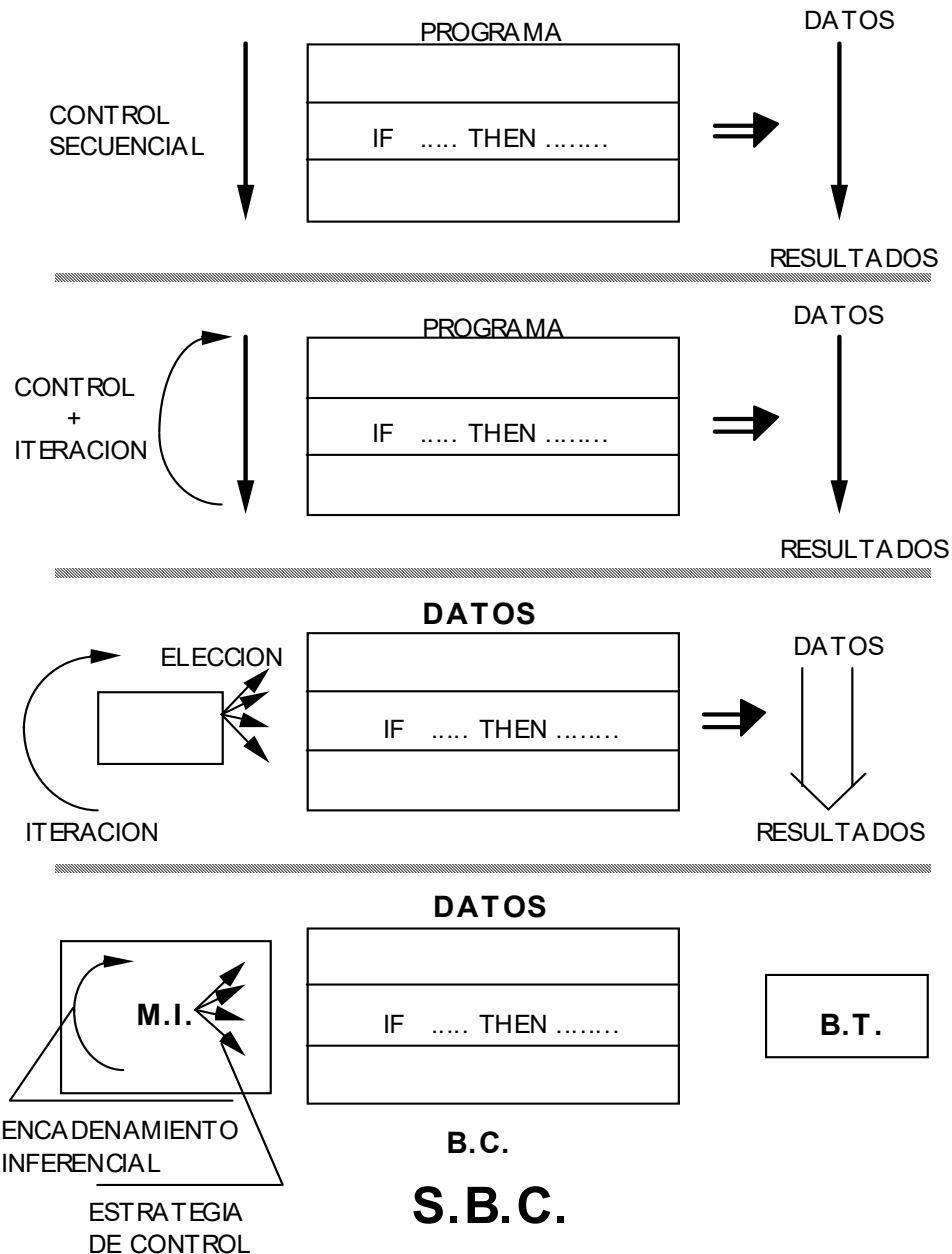 PROGRAMA
DATOS
CONTROL
SECUENCIAL
IF ..... THEN ........
RESULTADOS
PROGRAMA
DATOS
CONTROL
+
ITERACION
IF ..... THEN ........
RESULTADOS
DATOS
ELECCION
DATOS
IF ..... THEN ........
ITERACION
RESULTADOS
DATOS
M.I.
IF ..... THEN ........
B.T.
ENCADENAMIENTO
INFERENCIAL
B.C.
S.B.C.
ESTRATEGIA
DE CONTROL